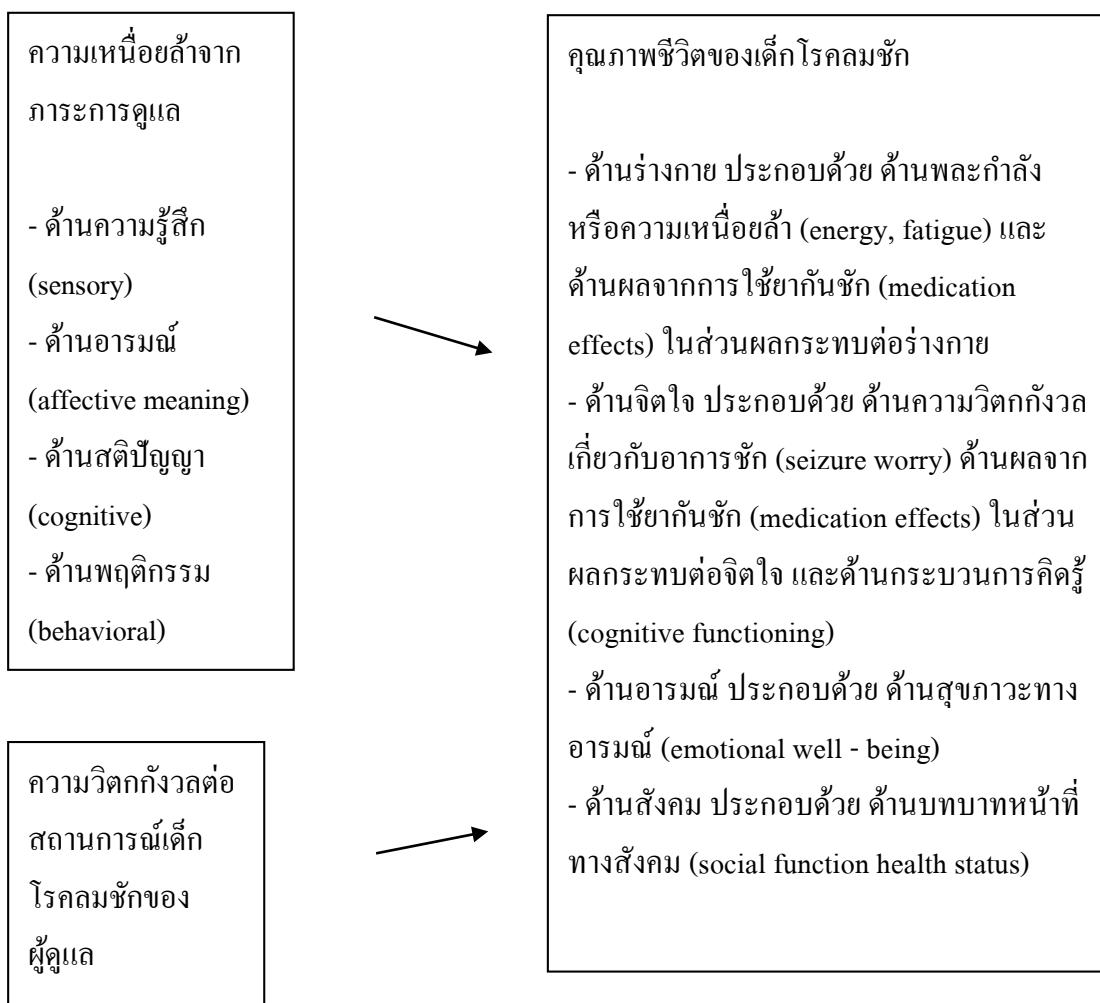 ความเหนื่อยล้าจาก
ภาระการดูแล
- ด้านความรู้สึก
(sensory)
- ด้านอารมณ์
(affective meaning)
- ด้านสติปัญญา
(cognitive)
- ด้านพฤติกรรม
(behavioral)
ความวิตกกังวลต่อ
สถานการณ์เด็ก
โรคลมชักของ
ผู้ดูแล
คุณภาพชีวิตของเด็กโรคลมชัก
- ด้านร่างกาย ประกอบด้วย ด้านพละกำลัง
หรือความเหนื่อยล้า (energy, fatigue) และ
ด้านผลจากการใช้ยากันชัก (medication
effects) ในส่วนผลกระทบต่อร่างกาย
- ด้านจิตใจ ประกอบด้วย ด้านความวิตกกังวล
เกี่ยวกับอาการชัก (seizure worry) ด้านผลจาก
การใช้ยากันชัก (medication effects) ในส่วน
ผลกระทบต่อจิตใจ และด้านกระบวนการคิดรู้
(cognitive functioning)
- ด้านอารมณ์ ประกอบด้วย ด้านสุขภาวะทาง
อารมณ์ (emotional well - being)
- ด้านสังคม ประกอบด้วย ด้านบทบาทหน้าที่
ทางสังคม (social function health status)